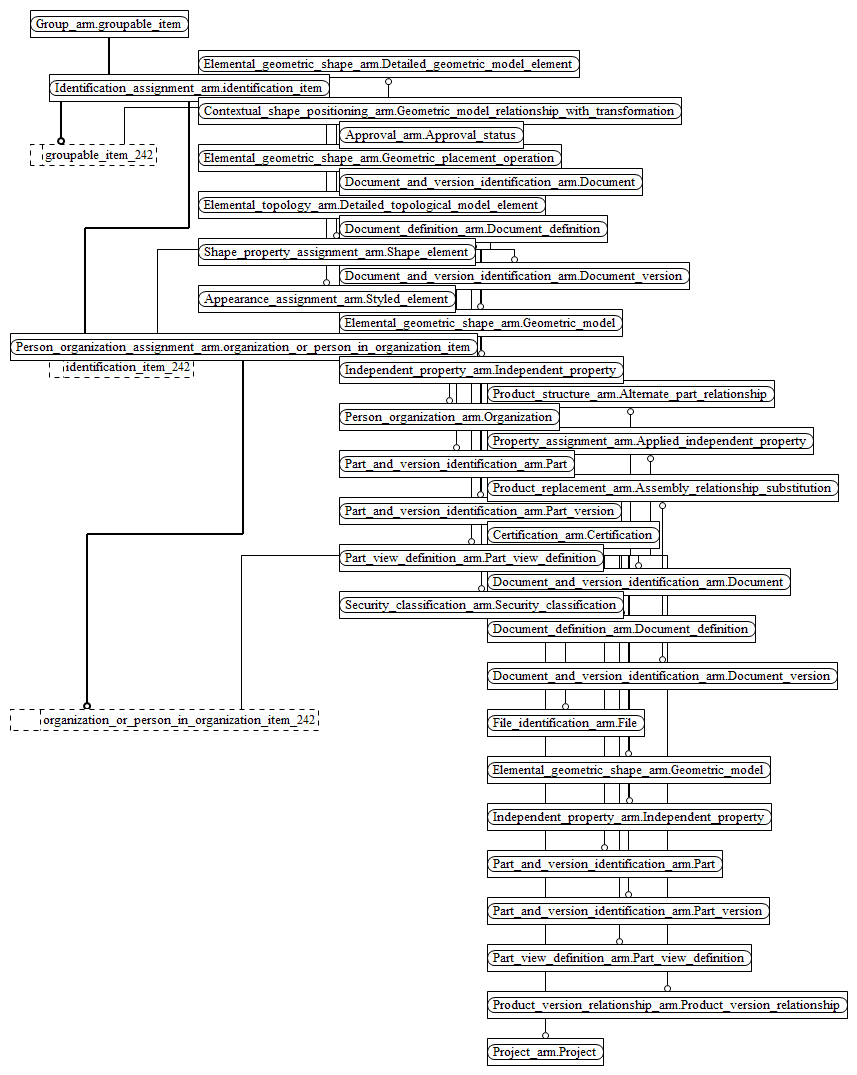 Group_arm.groupable_item
Elemental_geometric_shape_arm.Detailed_geometric_model_element
Identification_assignment_arm.identification_item
Contextual_shape_positioning_arm.Geometric_model_relationship_with_transformation
Approval_arm.Approval_status
groupable_item_242
Elemental_geometric_shape_arm.Geometric_placement_operation
Document_and_version_identification_arm.Document
Elemental_topology_arm.Detailed_topological_model_element
Document_definition_arm.Document_definition
Shape_property_assignment_arm.Shape_element
Document_and_version_identification_arm.Document_version
Appearance_assignment_arm.Styled_element
Elemental_geometric_shape_arm.Geometric_model
Person_organization_assignment_arm.organization_or_person_in_organization_item
identification_item_242
Independent_property_arm.Independent_property
Product_structure_arm.Alternate_part_relationship
Person_organization_arm.Organization
Property_assignment_arm.Applied_independent_property
Part_and_version_identification_arm.Part
Product_replacement_arm.Assembly_relationship_substitution
Part_and_version_identification_arm.Part_version
Certification_arm.Certification
Part_view_definition_arm.Part_view_definition
Document_and_version_identification_arm.Document
Security_classification_arm.Security_classification
Document_definition_arm.Document_definition
Document_and_version_identification_arm.Document_version
organization_or_person_in_organization_item_242
File_identification_arm.File
Elemental_geometric_shape_arm.Geometric_model
Independent_property_arm.Independent_property
Part_and_version_identification_arm.Part
Part_and_version_identification_arm.Part_version
Part_view_definition_arm.Part_view_definition
Product_version_relationship_arm.Product_version_relationship
Project_arm.Project